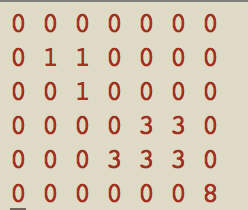 0 0 0 0 0 0 0
0 1 1 0 0 0 0
0 0 1 0 0 0 0
0 0 0 0 3 3 0
0 0 0 3 3 3 0
0 0 0 0 0 0 8